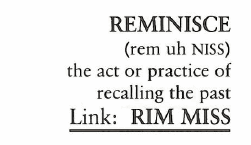 REMINISCE
(rem uh NISS)
the act or practice of
recalling the past
Link: RIM MISS